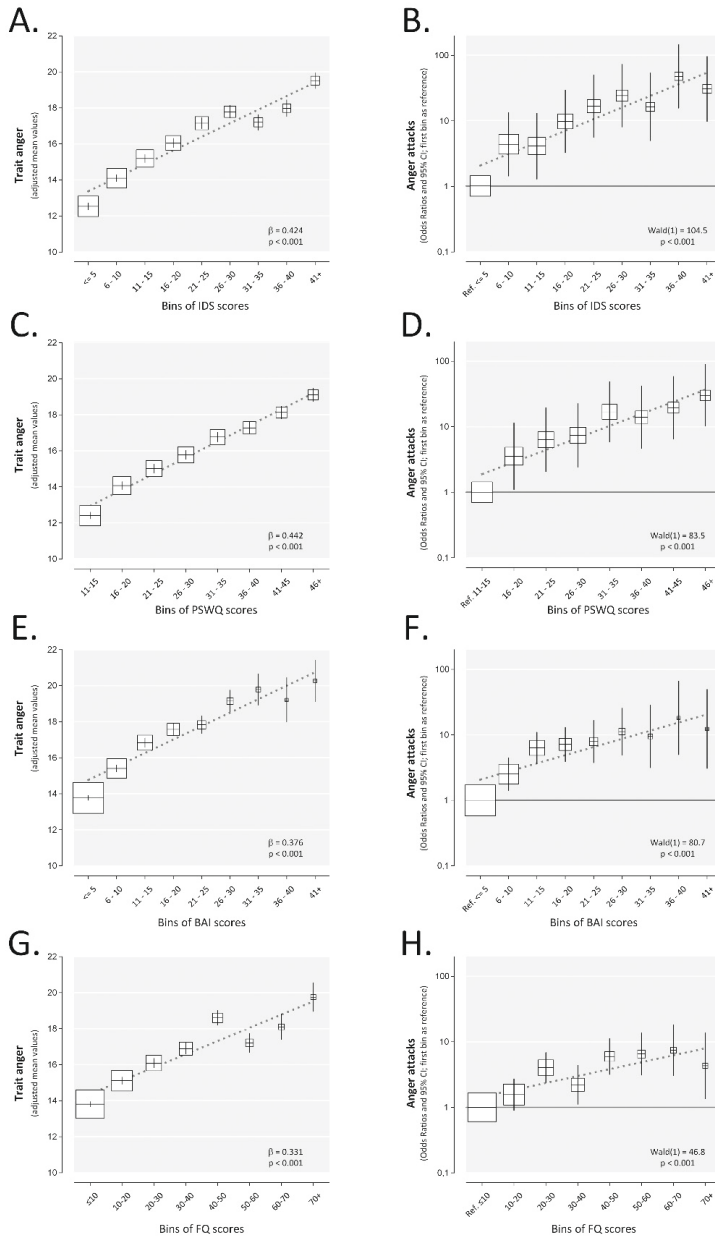 A.
Trait anger
(adjusted mean values)
22
20
18
16
14
12
10
β = 0.424
p < 0.001
<= 5
6 - 10
11 - 15
16 - 20
21 - 25
26 - 30
31 - 35
36 - 40
41+
Bins of IDS scores
B.
Anger attacks
(Odds Ratios and 95% CI; first bin as reference)
100
10
1
0,1
Wald(1) = 104.5
p < 0.001
Ref. <= 5
6 - 10
11 - 15
16 - 20
21 - 25
26 - 30
31 - 35
36 - 40
41+
Bins of IDS scores
C.
Trait anger
(adjusted mean values)
22
20
18
16
14
12
10
β = 0.442
p < 0.001
11-15
16 - 20
21 - 25
26 - 30
31 - 35
36 - 40
41-45
46+
Bins of PSWQ scores
D.
Anger attacks
(Odds Ratios and 95% CI; first bin as reference)
100
10
1
0,1
Wald(1) = 83.5
p < 0.001
Ref. 11-15
16 - 20
21 - 25
26 - 30
31 - 35
36 - 40
41-45
46+
Bins of PSWQ scores
E.
Trait anger
(adjusted mean values)
22
20
18
16
14
12
10
β = 0.376
p < 0.001
<= 5
6 - 10
11 - 15
16 - 20
21 - 25
26 - 30
31 - 35
36 - 40
41+
Bins of BAI scores
F.
Anger attacks
(Odds Ratios and 95% CI; first bin as reference)
100
10
1
0,1
Wald(1) = 80.7
p < 0.001
Ref. <= 5
6 - 10
11 - 15
16 - 20
21 - 25
26 - 30
31 - 35
36 - 40
41+
Bins of BAI scores
G.
Trait anger
(adjusted mean values)
22
20
18
16
14
12
10
β = 0.331
p < 0.001
≤10
10-20
20-30
30-40
40-50
50-60
60-70
70+
Bins of FQ scores
H.
Anger attacks
(Odds Ratios and 95% CI; first bin as reference)
100
10
1
0,1
Wald(1) = 46.8
p < 0.001
Ref. ≤10
10-20
20-30
30-40
40-50
50-60
60-70
70+
Bins of FQ scores